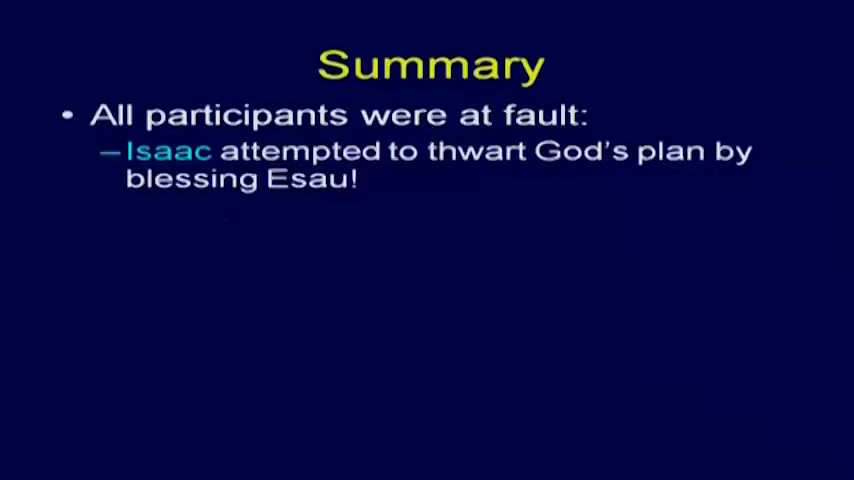 Summary
• All participants were at fault:
–Isaac attempted to thwart God's plan by
blessing Esau!